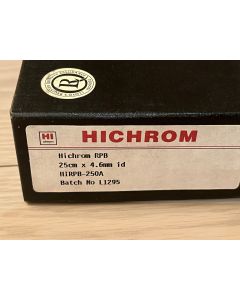 HI
HICHROM
Hichrom RPB
25cm x 4.6mm id
HIRPB-250A
Batch No L1295